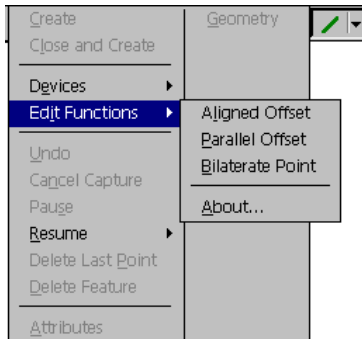 Create
Close and Create
Devices
Edit Functions
Undo
Cancel Capture
Pause
Resume
Delete Last Point
Delete Feature
Attributes
Geometry
Aligned Offset
Parallel Offset
Bilaterate Point
About...